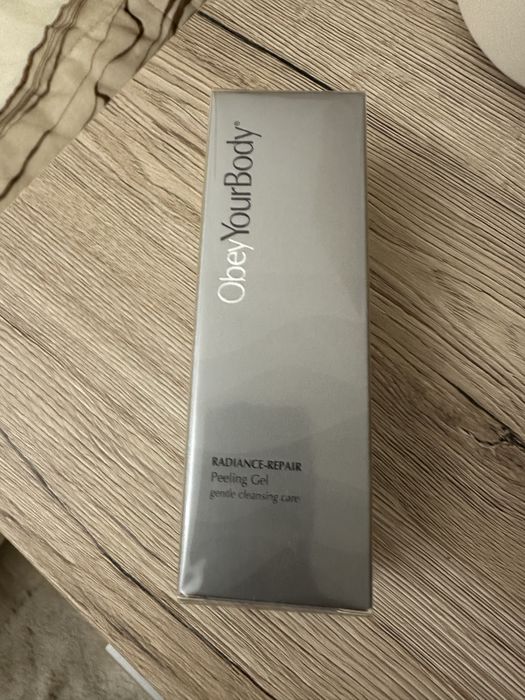 ObeyYourBody®
RADIANCE-REPAIR
Peeling Gel
gentle cleansing care